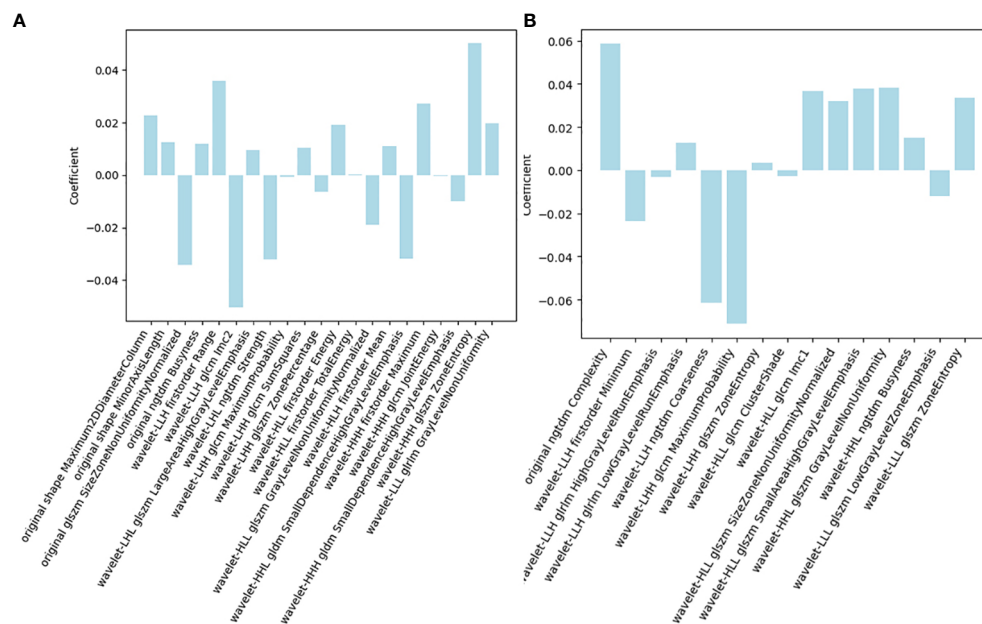 A
B
0.04
0.02
0.00
−0.02
−0.04
Coefficient
original shape Maximum2DDiameterColumn
original shape MinorAxisLength
original glszm SizeZoneNonUniformityNormalized
original ngtdm Busyness
wavelet-LLH firstorder Range
wavelet-LLH glcm Imc2
wavelet-LHL glszm LargeAreaHighGrayLevelEmphasis
wavelet-LHL ngtdm Strength
wavelet-LHH glcm MaximumProbability
wavelet-LHH glcm SumSquares
wavelet-LHH glszm ZonePercentage
wavelet-HLL firstorder Energy
wavelet-HLL firstorder TotalEnergy
wavelet-HLL glszm GrayLevelNonUniformityNormalized
wavelet-HLH firstorder Mean
wavelet-HHL gldm SmallDependenceHighGrayLevelEmphasis
wavelet-HHH firstorder Maximum
wavelet-HHH glcm JointEnergy
wavelet-HHH gldm SmallDependenceHighGrayLevelEmphasis
wavelet-HHH glszm ZoneEntropy
wavelet-LLL glrlm GrayLevelNonUniformity
0.06
0.04
0.02
0.00
−0.02
−0.04
−0.06
Coefficient
original ngtdm Complexity
wavelet-LLH firstorder Minimum
wavelet-LLH glrlm HighGrayLevelRunEmphasis
wavelet-LLH glrlm LowGrayLevelRunEmphasis
wavelet-LLH ngtdm Coarseness
wavelet-LHH glcm MaximumProbability
wavelet-LHH glszm ZoneEntropy
wavelet-HLL glcm ClusterShade
wavelet-HLL glcm Imc1
wavelet-HLL glszm SizeZoneNonUniformityNormalized
wavelet-HLL glszm SmallAreaHighGrayLevelEmphasis
wavelet-HHL glszm GrayLevelNonUniformity
wavelet-HHL ngtdm Busyness
wavelet-LLL glszm LowGrayLevelZoneEmphasis
wavelet-LLL glszm ZoneEntropy